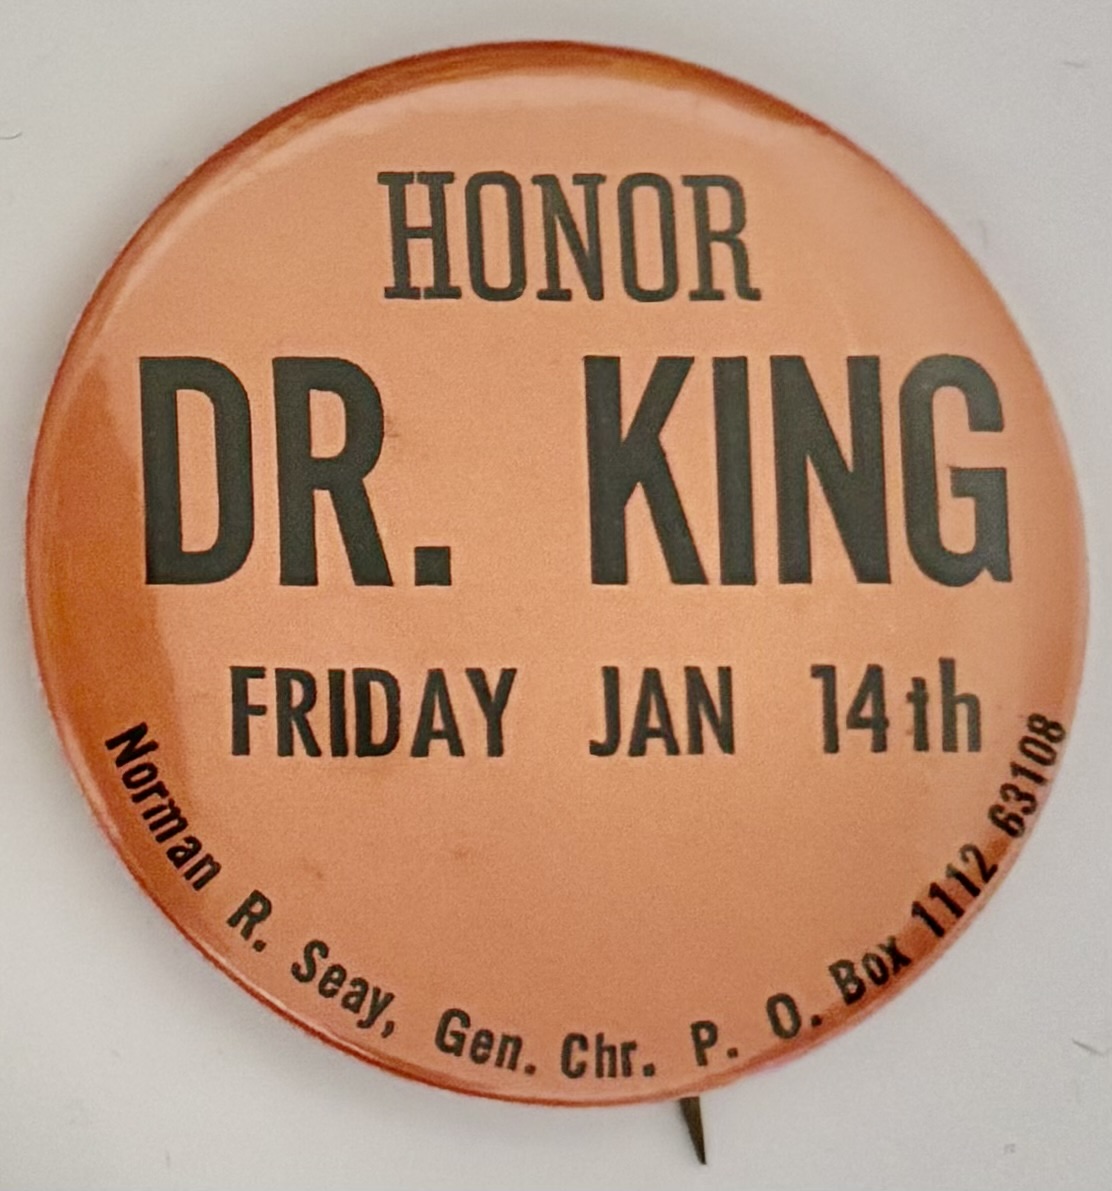 HONOR
DR. KING
FRIDAY JAN 14th
Norman R. Seay, Gen. Chr. P. O. Box 1112 63108